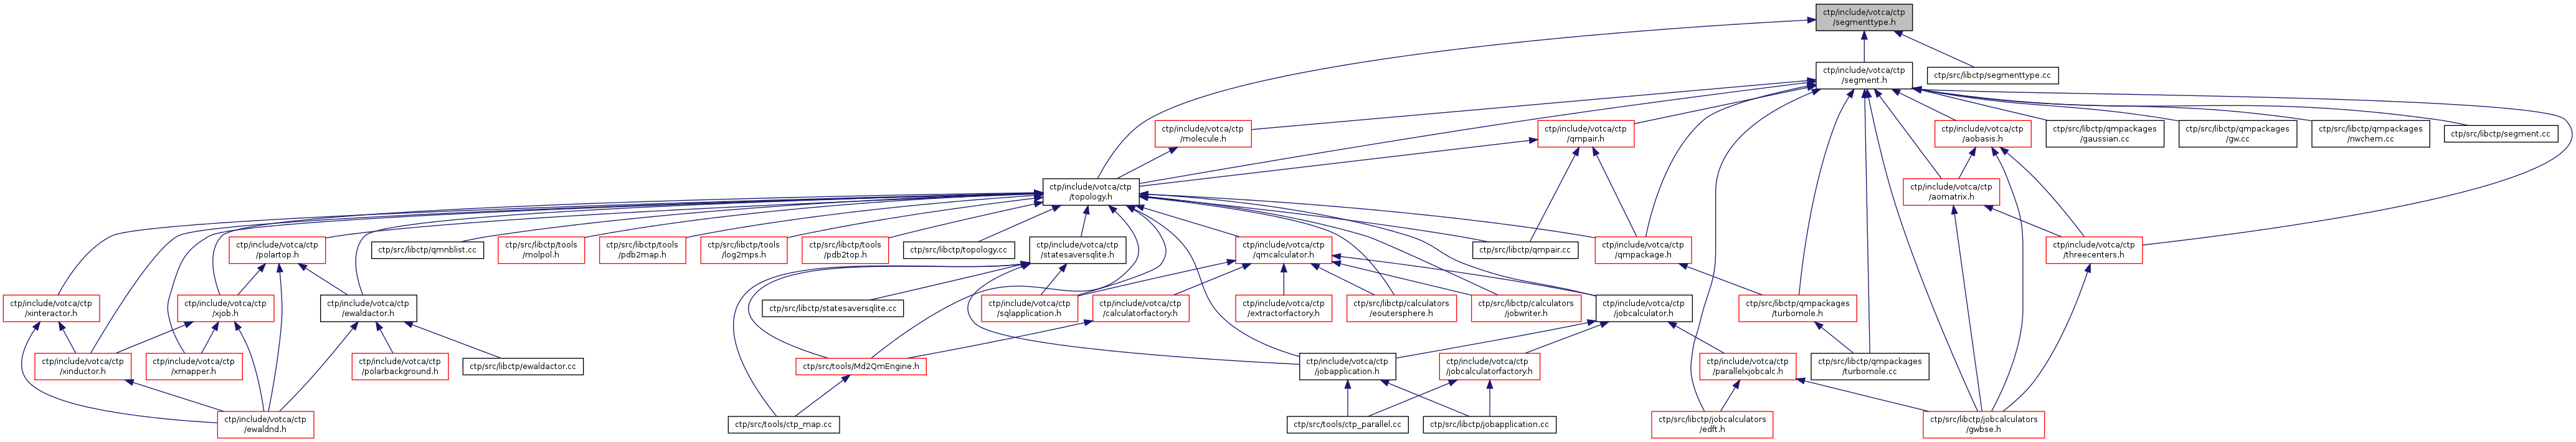 ctp/include/votca/ctp
/segmenttype.h
ctp/include/votca/ctp
/segment.h
ctp/src/libctp/segmenttype.cc
ctp/include/votca/ctp
/molecule.h
ctp/include/votca/ctp
/qmpair.h
ctp/include/votca/ctp
/aobasis.h
ctp/src/libctp/qmpackages
/gaussian.cc
ctp/src/libctp/qmpackages
/gw.cc
ctp/src/libctp/qmpackages
/nwchem.cc
ctp/src/libctp/segment.cc
ctp/include/votca/ctp
/topology.h
ctp/include/votca/ctp
/aomatrix.h
ctp/include/votca/ctp
/polartop.h
ctp/src/libctp/qmnblist.cc
ctp/src/libctp/tools
/molpol.h
ctp/src/libctp/tools
/pdb2map.h
ctp/src/libctp/tools
/log2mps.h
ctp/src/libctp/tools
/pdb2top.h
ctp/src/libctp/topology.cc
ctp/include/votca/ctp
/statesaversqlite.h
ctp/include/votca/ctp
/qmcalculator.h
ctp/src/libctp/qmpair.cc
ctp/include/votca/ctp
/qmpackage.h
ctp/include/votca/ctp
/threecenters.h
ctp/include/votca/ctp
/xinteractor.h
ctp/include/votca/ctp
/xjob.h
ctp/include/votca/ctp
/ewaldactor.h
ctp/src/libctp/statesaversqlite.cc
ctp/include/votca/ctp
/sqlapplication.h
ctp/include/votca/ctp
/calculatorfactory.h
ctp/include/votca/ctp
/extractorfactory.h
ctp/src/libctp/calculators
/eoutersphere.h
ctp/src/libctp/calculators
/jobwriter.h
ctp/include/votca/ctp
/jobcalculator.h
ctp/src/libctp/qmpackages
/turbomole.h
ctp/include/votca/ctp
/xinductor.h
ctp/include/votca/ctp
/xmapper.h
ctp/include/votca/ctp
/polarbackground.h
ctp/src/libctp/ewaldactor.cc
ctp/src/tools/Md2QmEngine.h
ctp/include/votca/ctp
/jobapplication.h
ctp/include/votca/ctp
/jobcalculatorfactory.h
ctp/include/votca/ctp
/parallelxjobcalc.h
ctp/src/libctp/qmpackages
/turbomole.cc
ctp/include/votca/ctp
/ewaldnd.h
ctp/src/tools/ctp_map.cc
ctp/src/tools/ctp_parallel.cc
ctp/src/libctp/jobapplication.cc
ctp/src/libctp/jobcalculators
/edft.h
ctp/src/libctp/jobcalculators
/gwbse.h